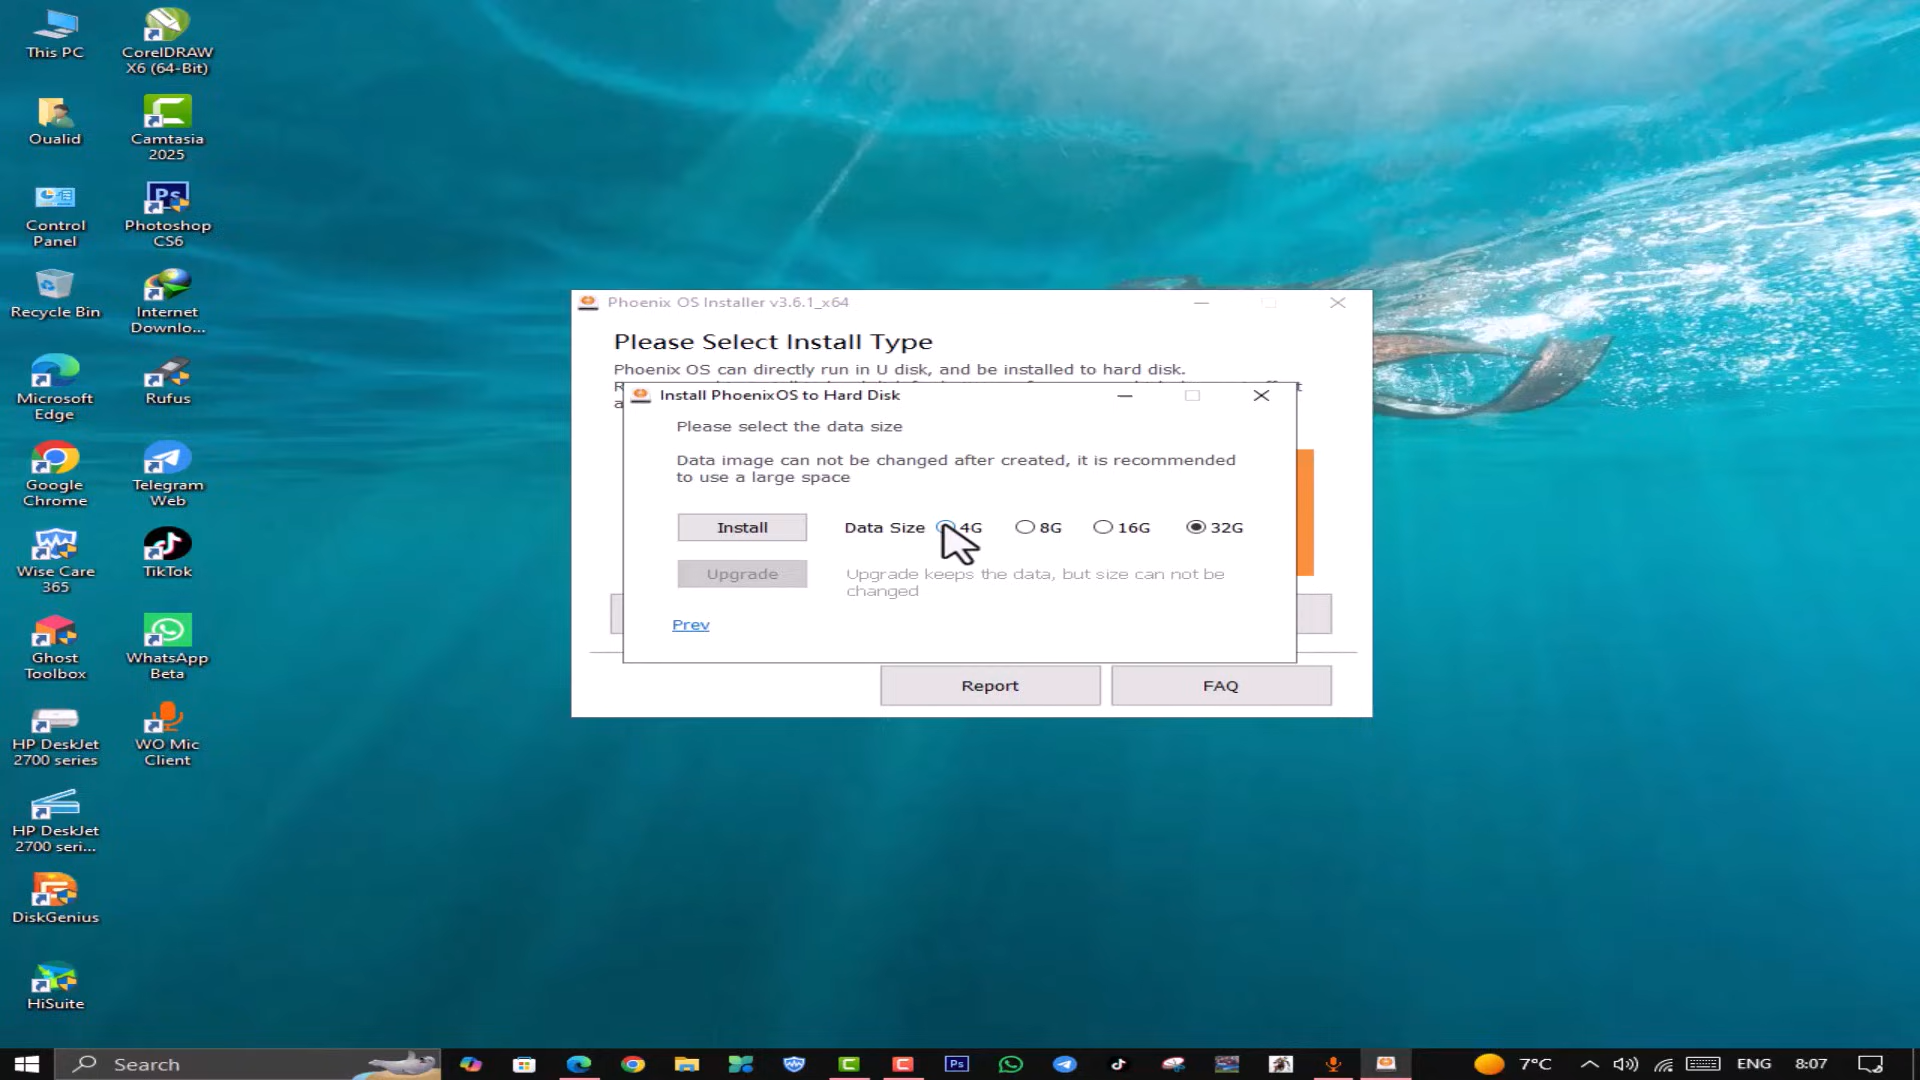 This PC
CorelDRAW
X6 (64-Bit)
Oualid
Camtasia
2025
Control
Panel
Ps
Photoshop
CS6
Recycle Bin
Internet
Downlo...
Microsoft
Edge
Rufus
Google
Chrome
Telegram
Web
Wise Care
365
TikTok
Ghost
Toolbox
WhatsApp
Beta
HP DeskJet
2700 series
WO Mic
Client
HP DeskJet
2700 seri...
DiskGenius
HiSuite
Phoenix OS Installer v3.6.1_x64
Please Select Install Type
Phoenix OS can directly run in U disk, and be installed to hard disk.
Install PhoenixOS to Hard Disk
Please select the data size
Data image can not be changed after created, it is recommended
to use a large space
Install Data Size 4G 8G 16G 32G
Upgrade Upgrade keeps the data, but size can not be
changed
Prev
Report FAQ
Search
Ps
7°C ENG 8:07